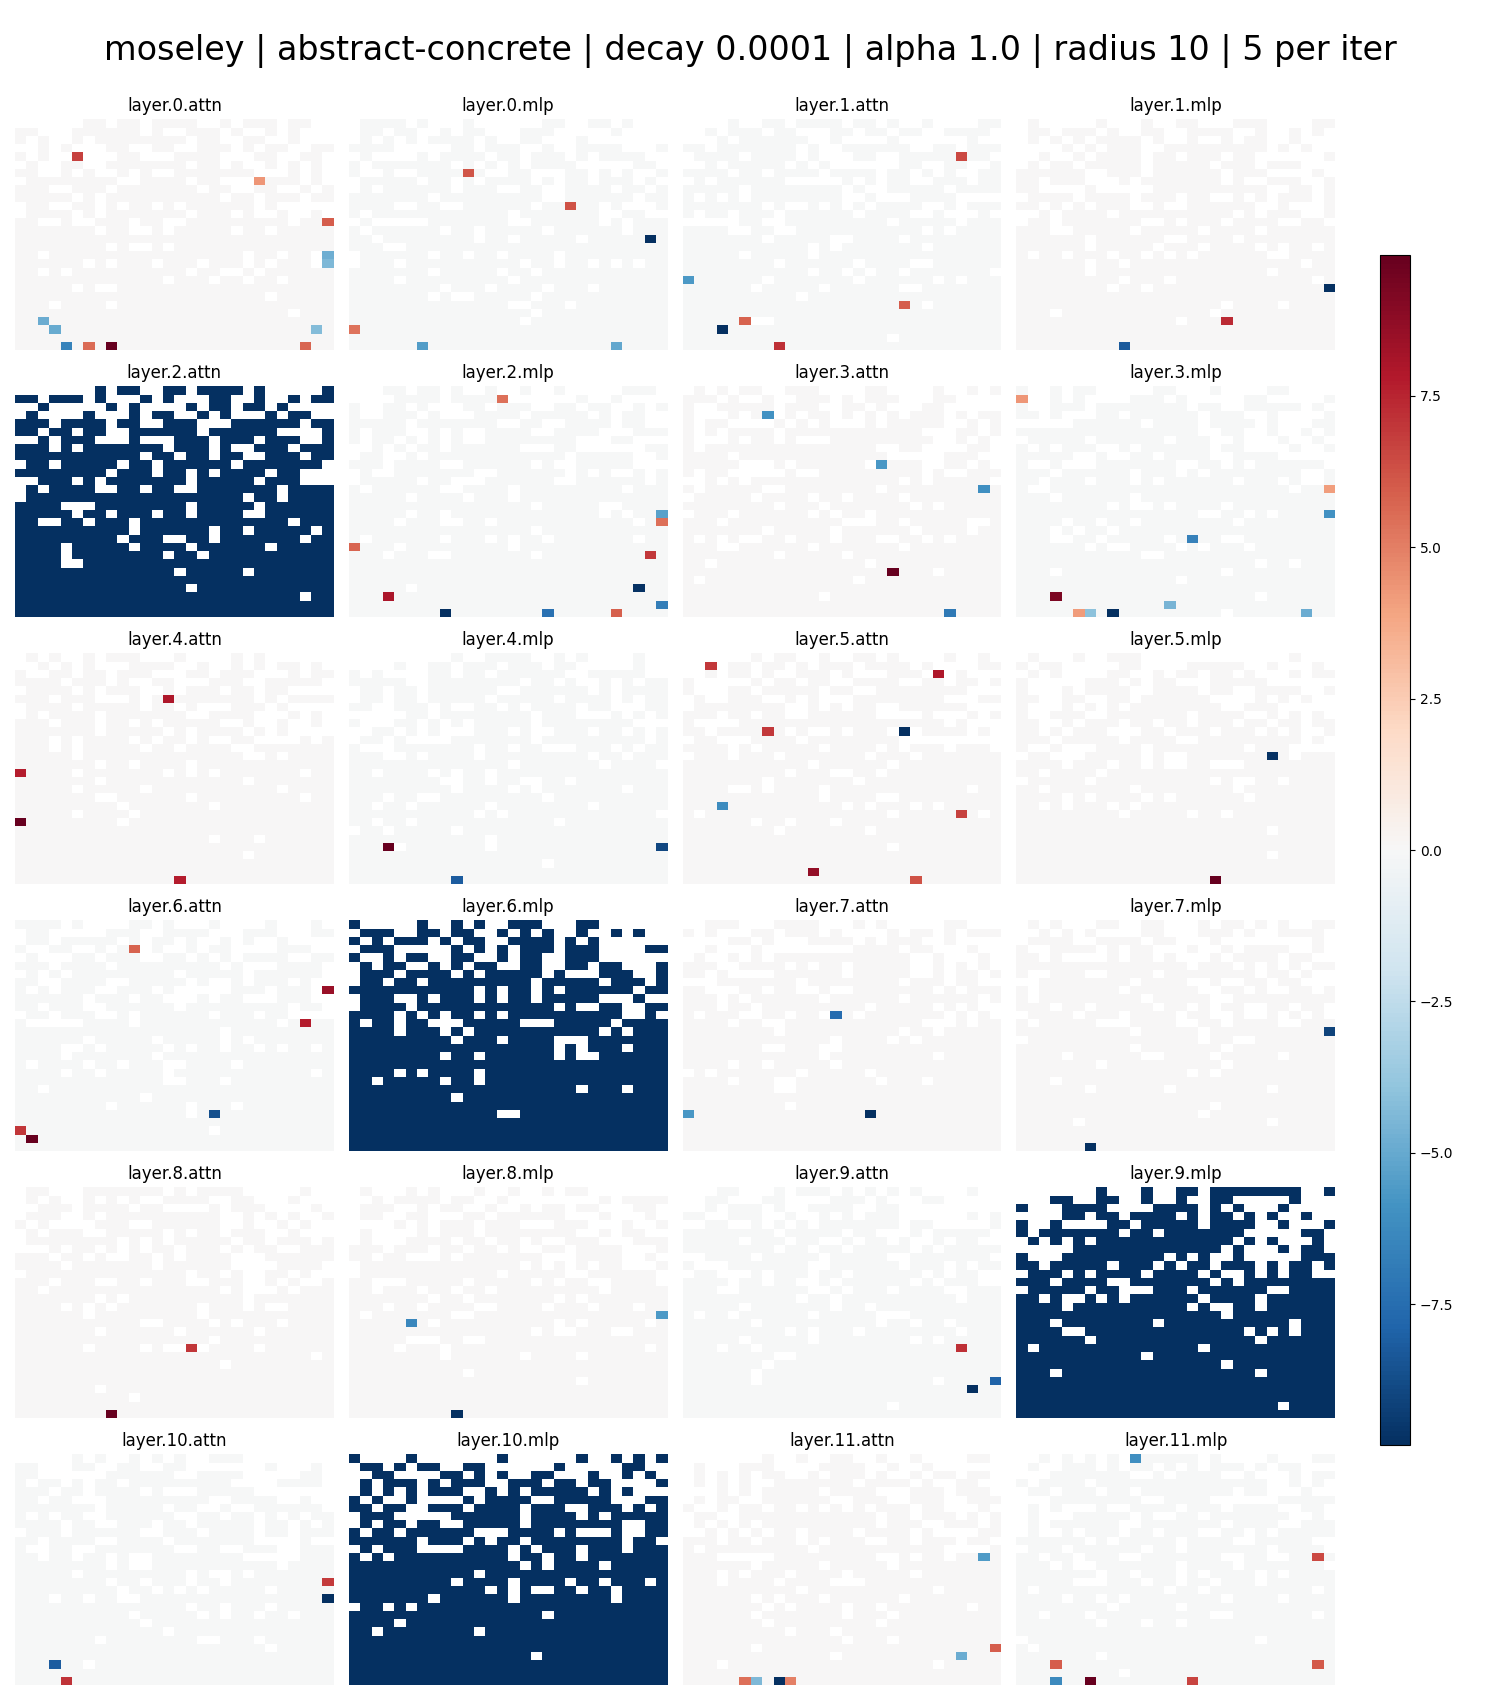 moseley | abstract-concrete | decay 0.0001 | alpha 1.0 | radius 10 | 5 per iter
layer.0.attn
layer.0.mlp
layer.1.attn
layer.1.mlp
layer.2.attn
layer.2.mlp
layer.3.attn
layer.3.mlp
layer.4.attn
layer.4.mlp
layer.5.attn
layer.5.mlp
layer.6.attn
layer.6.mlp
layer.7.attn
layer.7.mlp
layer.8.attn
layer.8.mlp
layer.9.attn
layer.9.mlp
layer.10.attn
layer.10.mlp
layer.11.attn
layer.11.mlp
7.5
5.0
2.5
0.0
−2.5
−5.0
−7.5